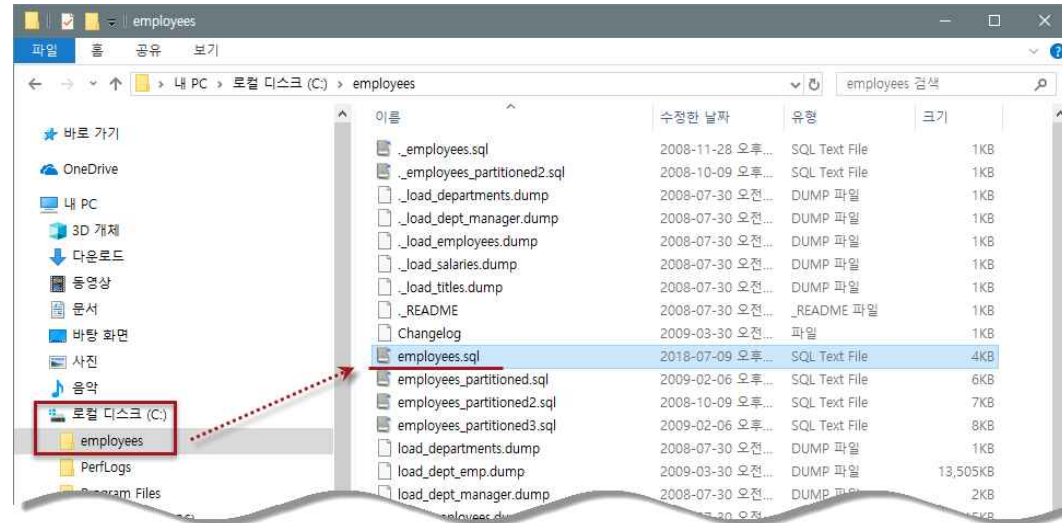 employees
파일 홈 공유 보기
내 PC > 로컬 디스크 (C:) > employees
employees 검색
바로 가기
OneDrive
내 PC
3D 개체
다운로드
동영상
문서
바탕 화면
사진
음악
로컬 디스크 (C:)
employees
PerfLogs
Program Files
이름 수정한 날짜 유형 크기
._employees.sql 2008-11-28 오후... SQL Text File 1KB
._employees_partitioned2.sql 2008-10-09 오후... SQL Text File 1KB
._load_departments.dump 2008-07-30 오전... DUMP 파일 1KB
._load_dept_manager.dump 2008-07-30 오전... DUMP 파일 1KB
._load_employees.dump 2008-07-30 오전... DUMP 파일 1KB
._load_salaries.dump 2008-07-30 오전... DUMP 파일 1KB
._load_titles.dump 2008-07-30 오전... DUMP 파일 1KB
._README 2008-07-30 오전... _README 파일 1KB
Changelog 2009-03-30 오전... 파일 1KB
employees.sql 2018-07-09 오후... SQL Text File 4KB
employees_partitioned.sql 2009-02-06 오후... SQL Text File 6KB
employees_partitioned2.sql 2008-10-09 오후... SQL Text File 7KB
employees_partitioned3.sql 2009-02-06 오후... SQL Text File 8KB
load_departments.dump 2008-07-30 오전... DUMP 파일 1KB
load_dept_emp.dump 2009-03-30 오전... DUMP 파일 13,505KB
load_dept_manager.dump 2008-07-30 오전... DUMP 2KB